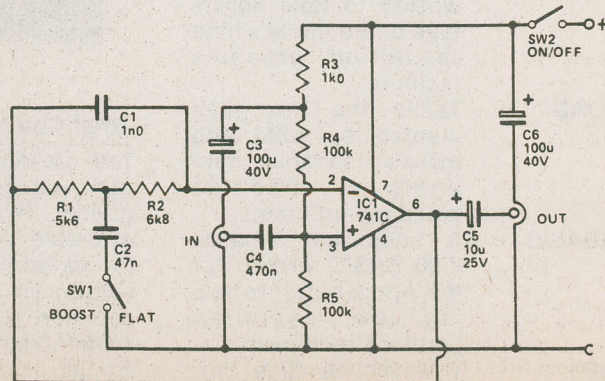 SW2
ON/OFF
+
R3
1k0
C1
1n0
+
C3
100u
40V
R4
100k
+
C6
100u
40V
R1
5k6
R2
6k8
2
−
7
IC1
741C
6
+
C5
10u
25V
OUT
C2
47n
IN
C4
470n
3
+
4
SW1
BOOST
FLAT
R5
100k